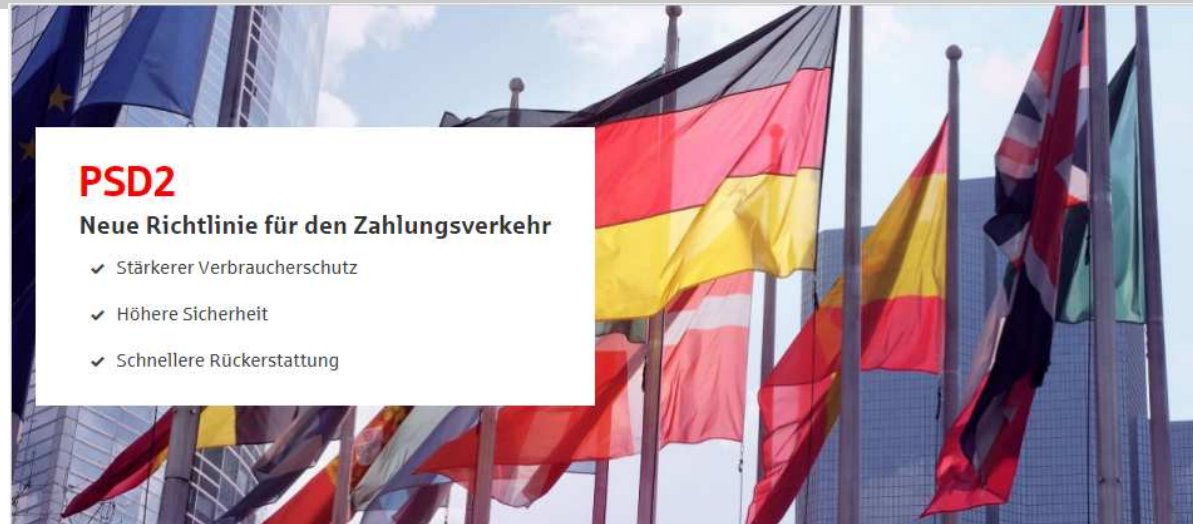 PSD2
Neue Richtlinie für den Zahlungsverkehr
Stärkerer Verbraucherschutz
Höhere Sicherheit
Schnellere Rückerstattung